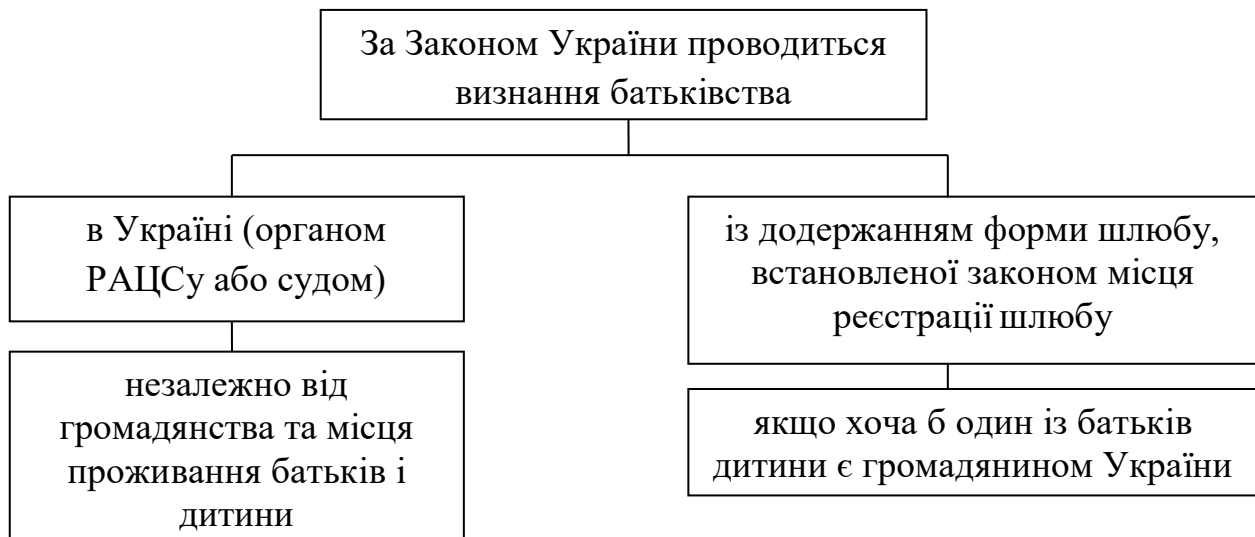 За Законом України проводиться
визнання батьківства
в Україні (органом
РАЦСу або судом)
незалежно від
громадянства та місця
проживання батьків і
дитини
із додержанням форми шлюбу,
встановленої законом місця
реєстрації шлюбу
якщо хоча б один із батьків
дитини є громадянином України